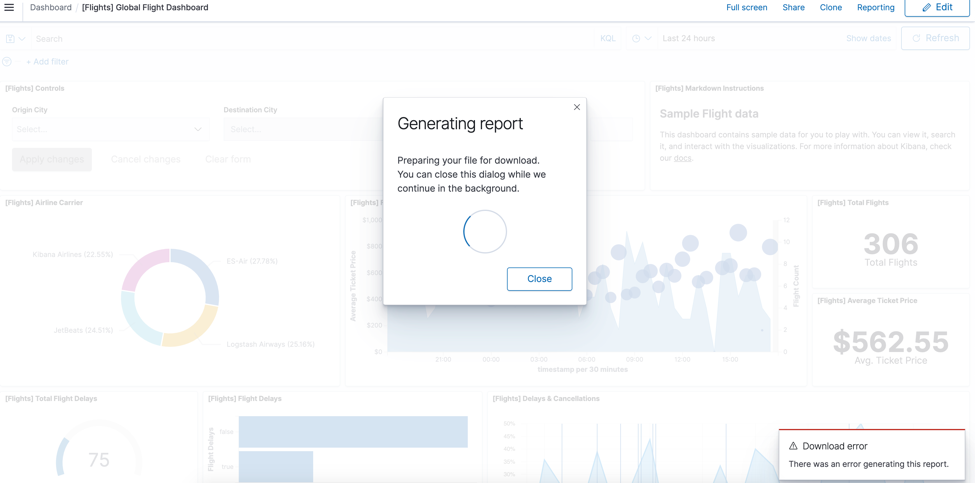 Dashboard / [Flights] Global Flight Dashboard
Full screen Share Clone Reporting Edit
Search KQL Last 24 hours Show dates Refresh
+ Add filter
[Flights] Controls
Origin City Destination City
Select... Select...
Apply changes Cancel changes Clear form
[Flights] Markdown Instructions
Sample Flight data
This dashboard contains sample data for you to play with. You can view it, search
it, and interact with the visualisations. For more information about Kibana, check
our docs.
Generating report
Preparing your file for download.
You can close this dialog while we
continue in the background.
Close
[Flights] Airline Carrier
Kibana Airlines (22.55%)
ES-Air (27.78%)
JetBeats (24.51%)
Logstash Airways (25.16%)
$1,000
$200
$0
Average Ticket Price
12
10
8
6
4
2
0
Flight Count
21:00 00:00 03:00 06:00 09:00 12:00 15:00
timestamp per 30 minutes
[Flights] Total Flights
306
Total Flights
[Flights] Average Ticket Price
$562.55
Avg. Ticket Price
[Flights] Total Flight Delays
75
[Flights] Flight Delays
Flight Delays
false
true
[Flights] Delays & Cancellations
50%
45%
40%
35%
30%
Download error
There was an error generating this report.